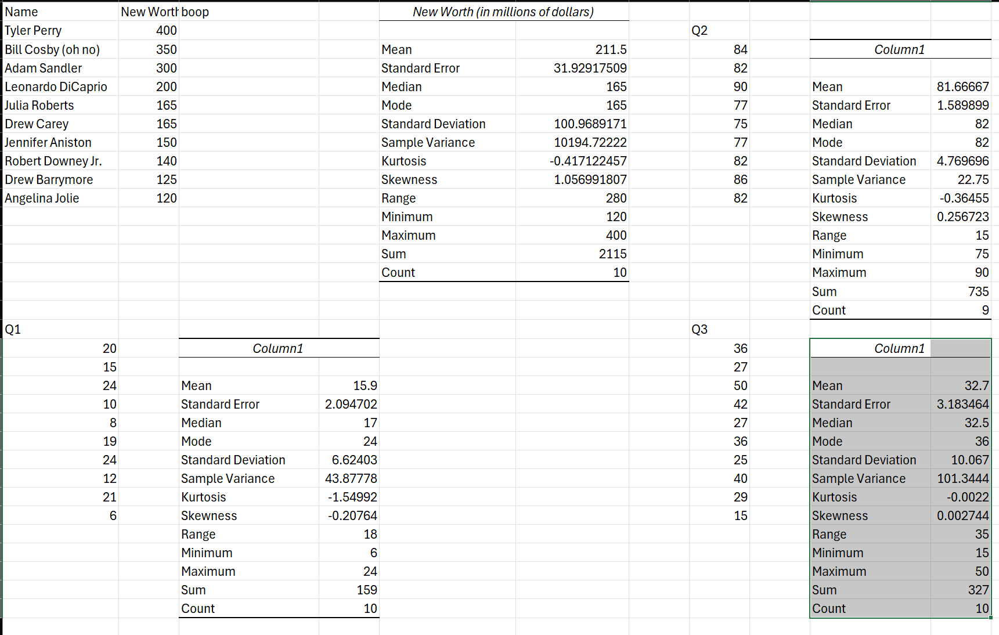 Name New Worth boop New Worth (in millions of dollars)
Tyler Perry 400 Q2
Bill Cosby (oh no) 350 Mean 211.5 84 Column1
Adam Sandler 300 Standard Error 31.92917509 82
Leonardo DiCaprio 200 Median 165 90 Mean 81.66667
Julia Roberts 165 Mode 165 77 Standard Error 1.589899
Drew Carey 165 Standard Deviation 100.9689171 75 Median 82
Jennifer Aniston 150 Sample Variance 10194.72222 77 Mode 82
Robert Downey Jr. 140 Kurtosis -0.417122457 82 Standard Deviation 4.769696
Drew Barrymore 125 Skewness 1.056991807 86 Sample Variance 22.75
Angelina Jolie 120 Range 280 82 Kurtosis -0.36455
Minimum 120 Skewness 0.256723
Maximum 400 Range 15
Sum 2115 Minimum 75
Count 10 Maximum 90
Sum 735
Count 9
Q1 Q3
20 Column1 36 Column1
15 27
24 Mean 15.9 50 Mean 32.7
10 Standard Error 2.094702 42 Standard Error 3.183464
8 Median 17 27 Median 32.5
19 Mode 24 36 Mode 36
24 Standard Deviation 6.62403 25 Standard Deviation 10.067
12 Sample Variance 43.87778 40 Sample Variance 101.3444
21 Kurtosis -1.54992 29 Kurtosis -0.0022
6 Skewness -0.20764 15 Skewness 0.002744
Range 18 Range 35
Minimum 6 Minimum 15
Maximum 24 Maximum 50
Sum 159 Sum 327
Count 10 Count 10